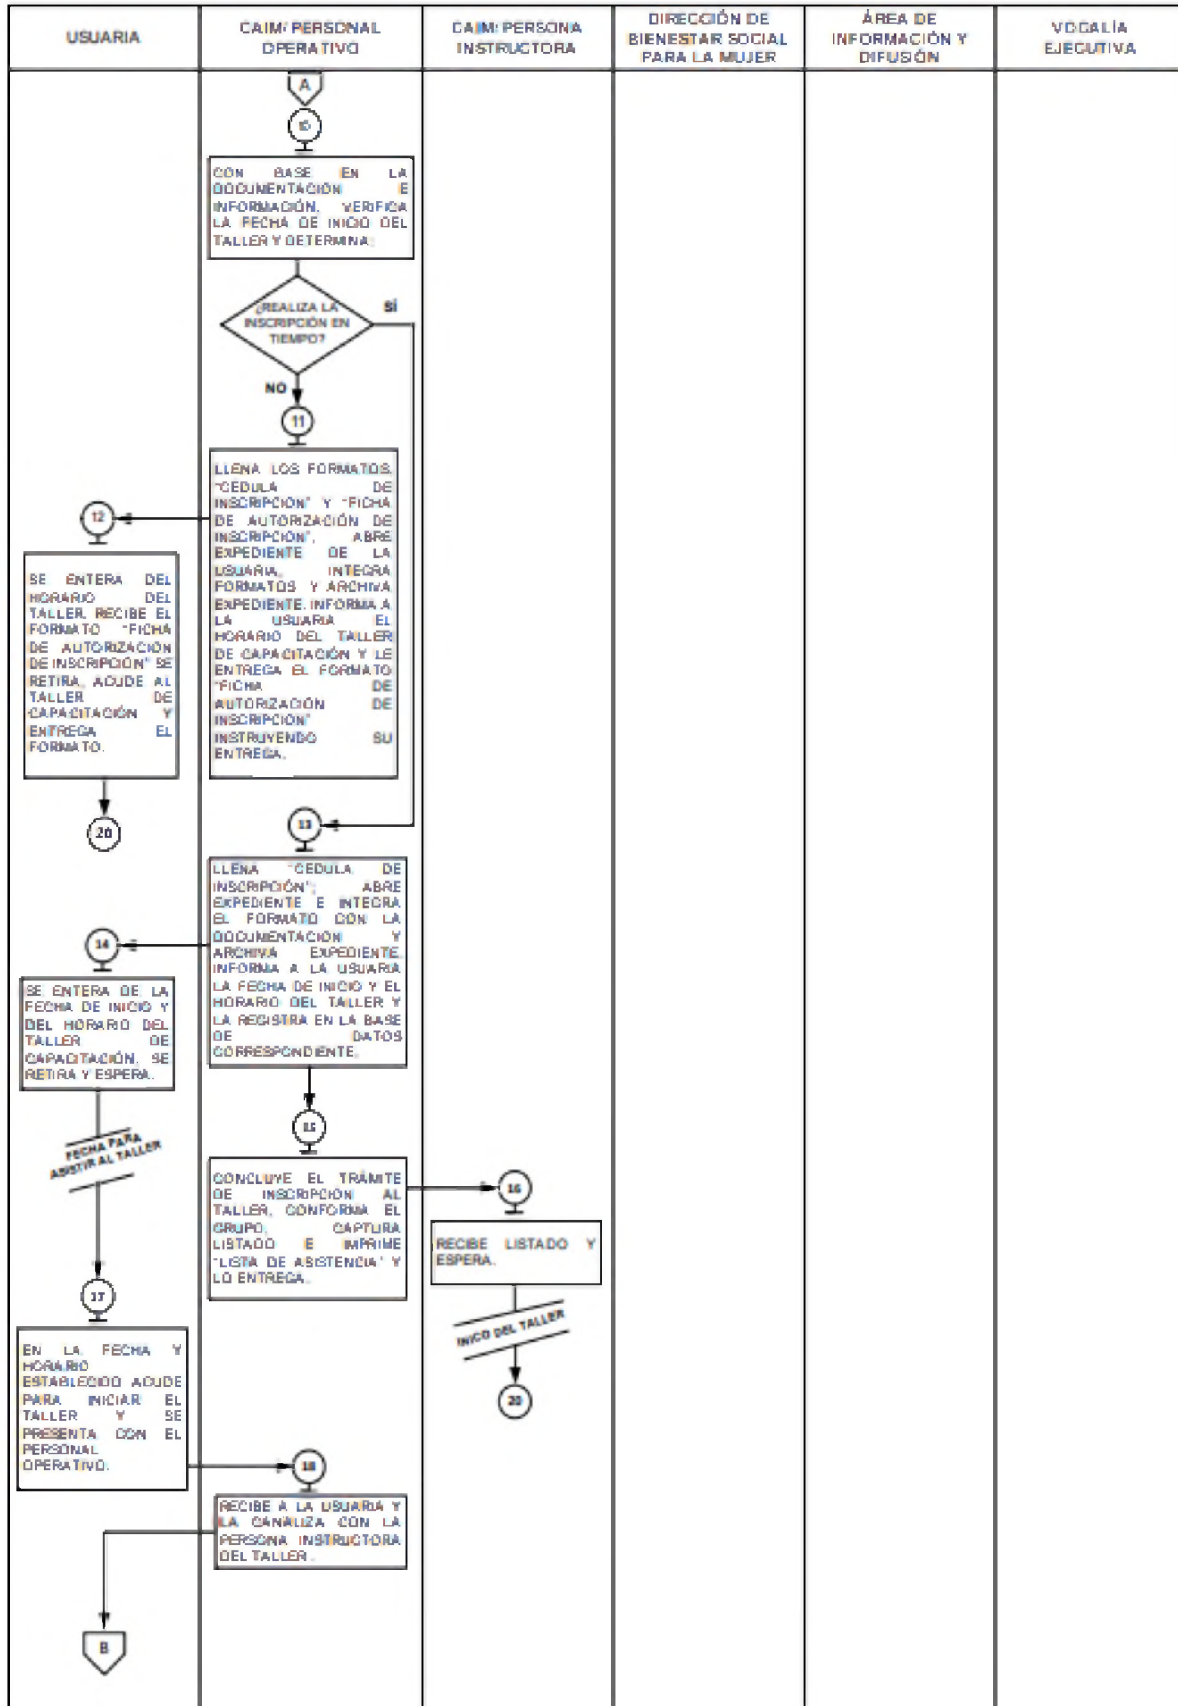 USUARIA
CAIM/ PERSONAL
OPERATIVO
CAIM/ PERSONA
INSTRUCTORA
DIRECCIÓN DE
BIENESTAR SOCIAL
PARA LA MUJER
ÁREA DE
INFORMACIÓN Y
DIFUSIÓN
VOCALÍA
EJECUTIVA
A
10
CON BASE EN LA
DOCUMENTACIÓN E
INFORMACIÓN, VERIFICA
LA FECHA DE INICIO DEL
TALLER Y DETERMINA:
¿REALIZA LA
INSCRIPCIÓN EN
TIEMPO?
SÍ
NO
11
LLENA LOS FORMATOS,
"CEDULA DE
INSCRIPCIÓN" Y "FICHA
DE AUTORIZACIÓN DE
INSCRIPCIÓN", ABRE
EXPEDIENTE DE LA
USUARIA, INTEGRA
FORMATOS Y ARCHIVA
EXPEDIENTE. INFORMA A
LA USUARIA EL
HORARIO DEL TALLER
DE CAPACITACIÓN Y LE
ENTREGA EL FORMATO
"FICHA DE
AUTORIZACIÓN DE
INSCRIPCIÓN"
INSTRUYENDO SU
ENTREGA.
12
SE ENTERA DEL
HORARIO DEL
TALLER, RECIBE EL
FORMATO "FICHA
DE AUTORIZACIÓN
DE INSCRIPCIÓN" SE
RETIRA, ACUDE AL
TALLER DE
CAPACITACIÓN Y
ENTREGA EL
FORMATO.
20
13
LLENA "CEDULA DE
INSCRIPCIÓN"; ABRE
EXPEDIENTE E INTEGRA
EL FORMATO CON LA
DOCUMENTACIÓN Y
ARCHIVA EXPEDIENTE.
INFORMA A LA USUARIA
LA FECHA DE INICIO Y EL
HORARIO DEL TALLER Y
LA REGISTRA EN LA BASE
DE DATOS
CORRESPONDIENTE.
14
SE ENTERA DE LA
FECHA DE INICIO Y
DEL HORARIO DEL
TALLER DE
CAPACITACIÓN, SE
RETIRA Y ESPERA.
FECHA PARA
ASISTIR AL TALLER
15
CONCLUYE EL TRÁMITE
DE INSCRIPCIÓN AL
TALLER, CONFORMA EL
GRUPO, CAPTURA
LISTADO E IMPRIME
"LISTA DE ASISTENCIA" Y
LO ENTREGA.
16
RECIBE LISTADO Y
ESPERA.
INICO DEL TALLER
20
17
EN LA FECHA Y
HORARIO
ESTABLECIDO ACUDE
PARA INICIAR EL
TALLER Y SE
PRESENTA CON EL
PERSONAL
OPERATIVO.
18
RECIBE A LA USUARIA Y
LA CANALIZA CON LA
PERSONA INSTRUCTORA
DEL TALLER.
B